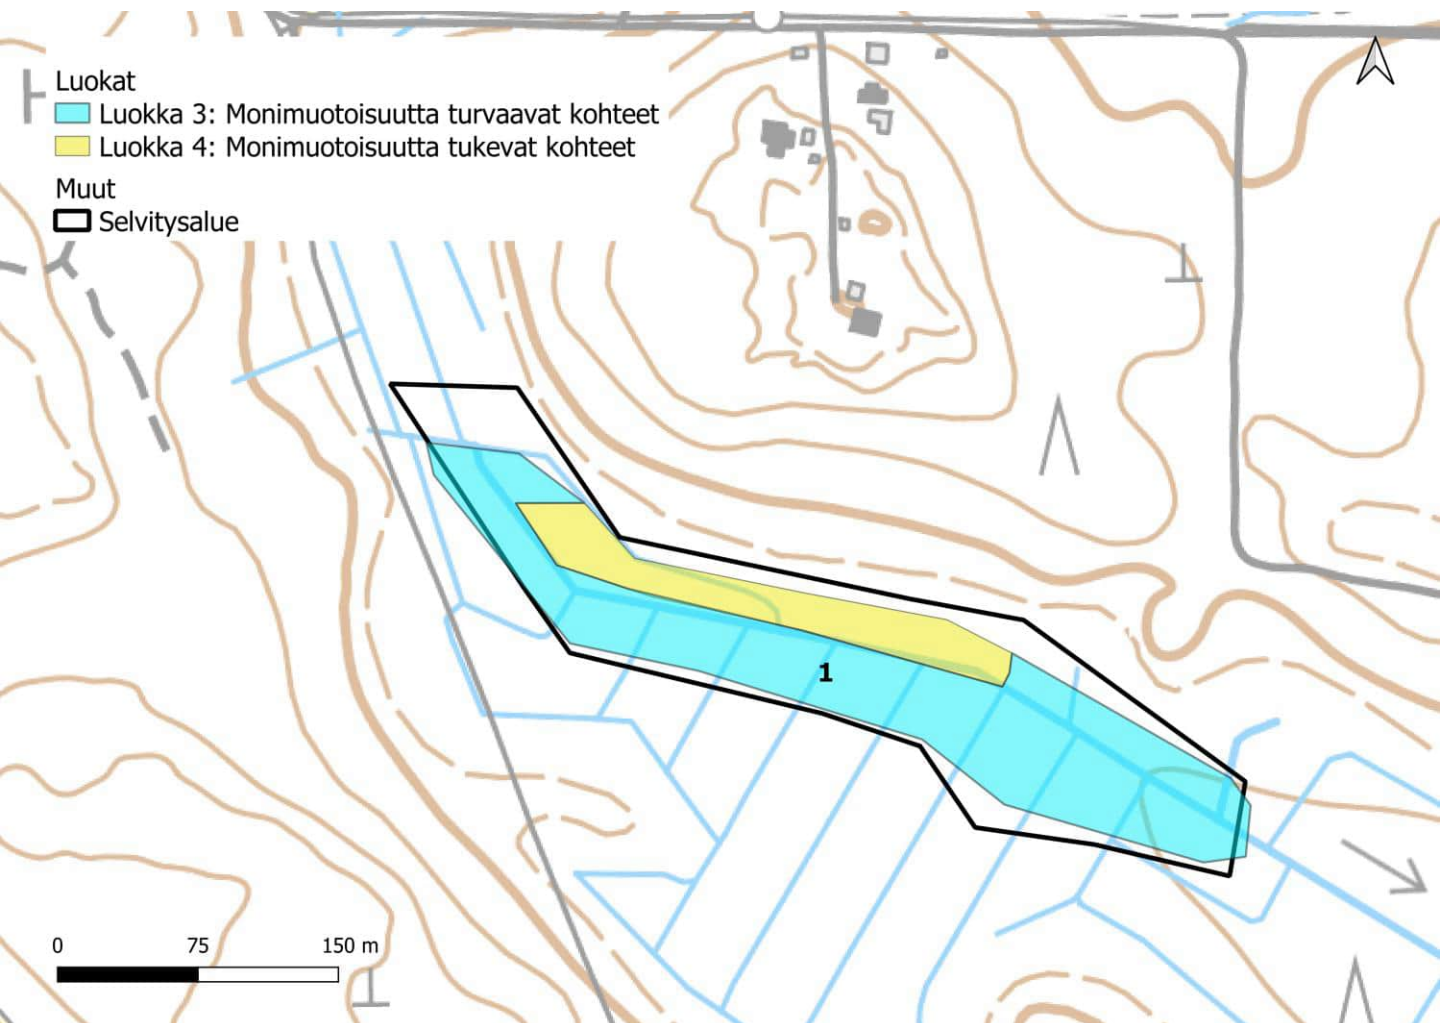 Luokat
Luokka 3: Monimuotoisuutta turvaavat kohteet
Luokka 4: Monimuotoisuutta tukevat kohteet
Muut
Selvitysalue
1
0 75 150 m